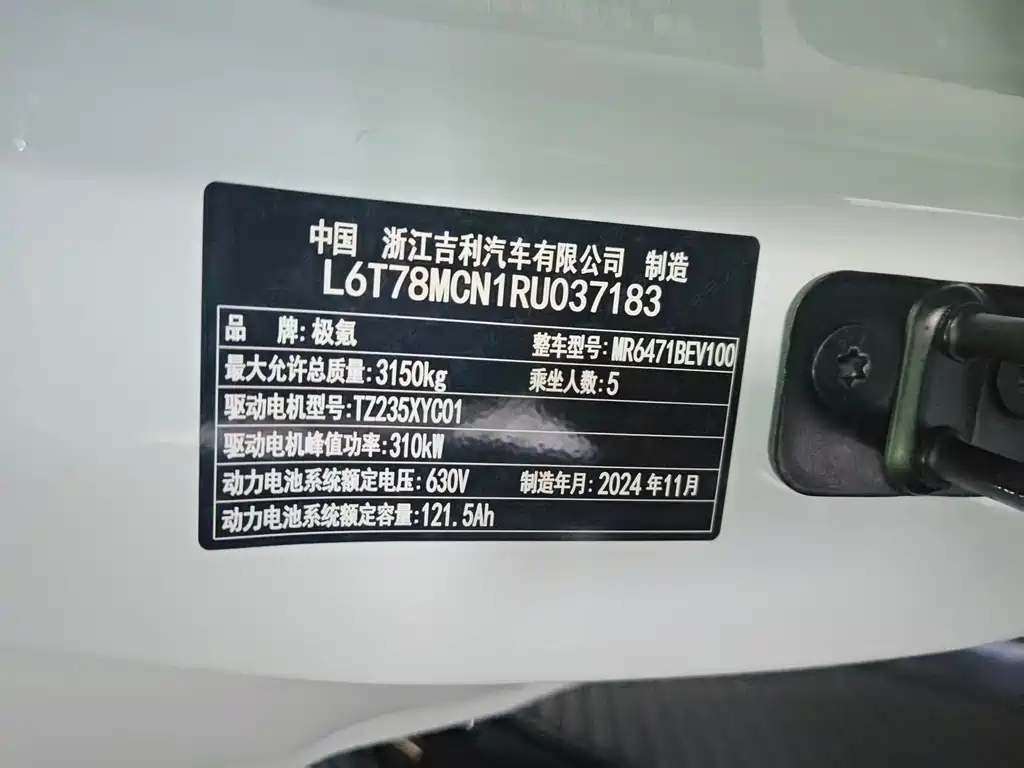 中国 浙江吉利汽车有限公司 制造
L6T78MCN1RU037183
品 牌:极氪 整车型号:MR6471BEV100
最大允许总质量:3150kg 乘坐人数:5
驱动电机型号:TZ235XYC01
驱动电机峰值功率:310kW
动力电池系统额定电压:630V 制造年月:2024年11月
动力电池系统额定容量:121.5Ah